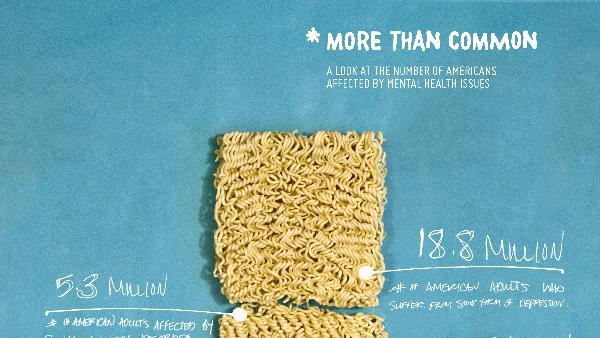 * MORE THAN COMMON
A LOOK AT THE NUMBER OF AMERICANS
AFFECTED BY MENTAL HEALTH ISSUES
18.8 MILLION
# OF AMERICAN ADULTS WHO
SUFFER FROM SOME FORM OF DEPRESSION.
5.3 MILLION
# OF AMERICAN ADULTS AFFECTED BY